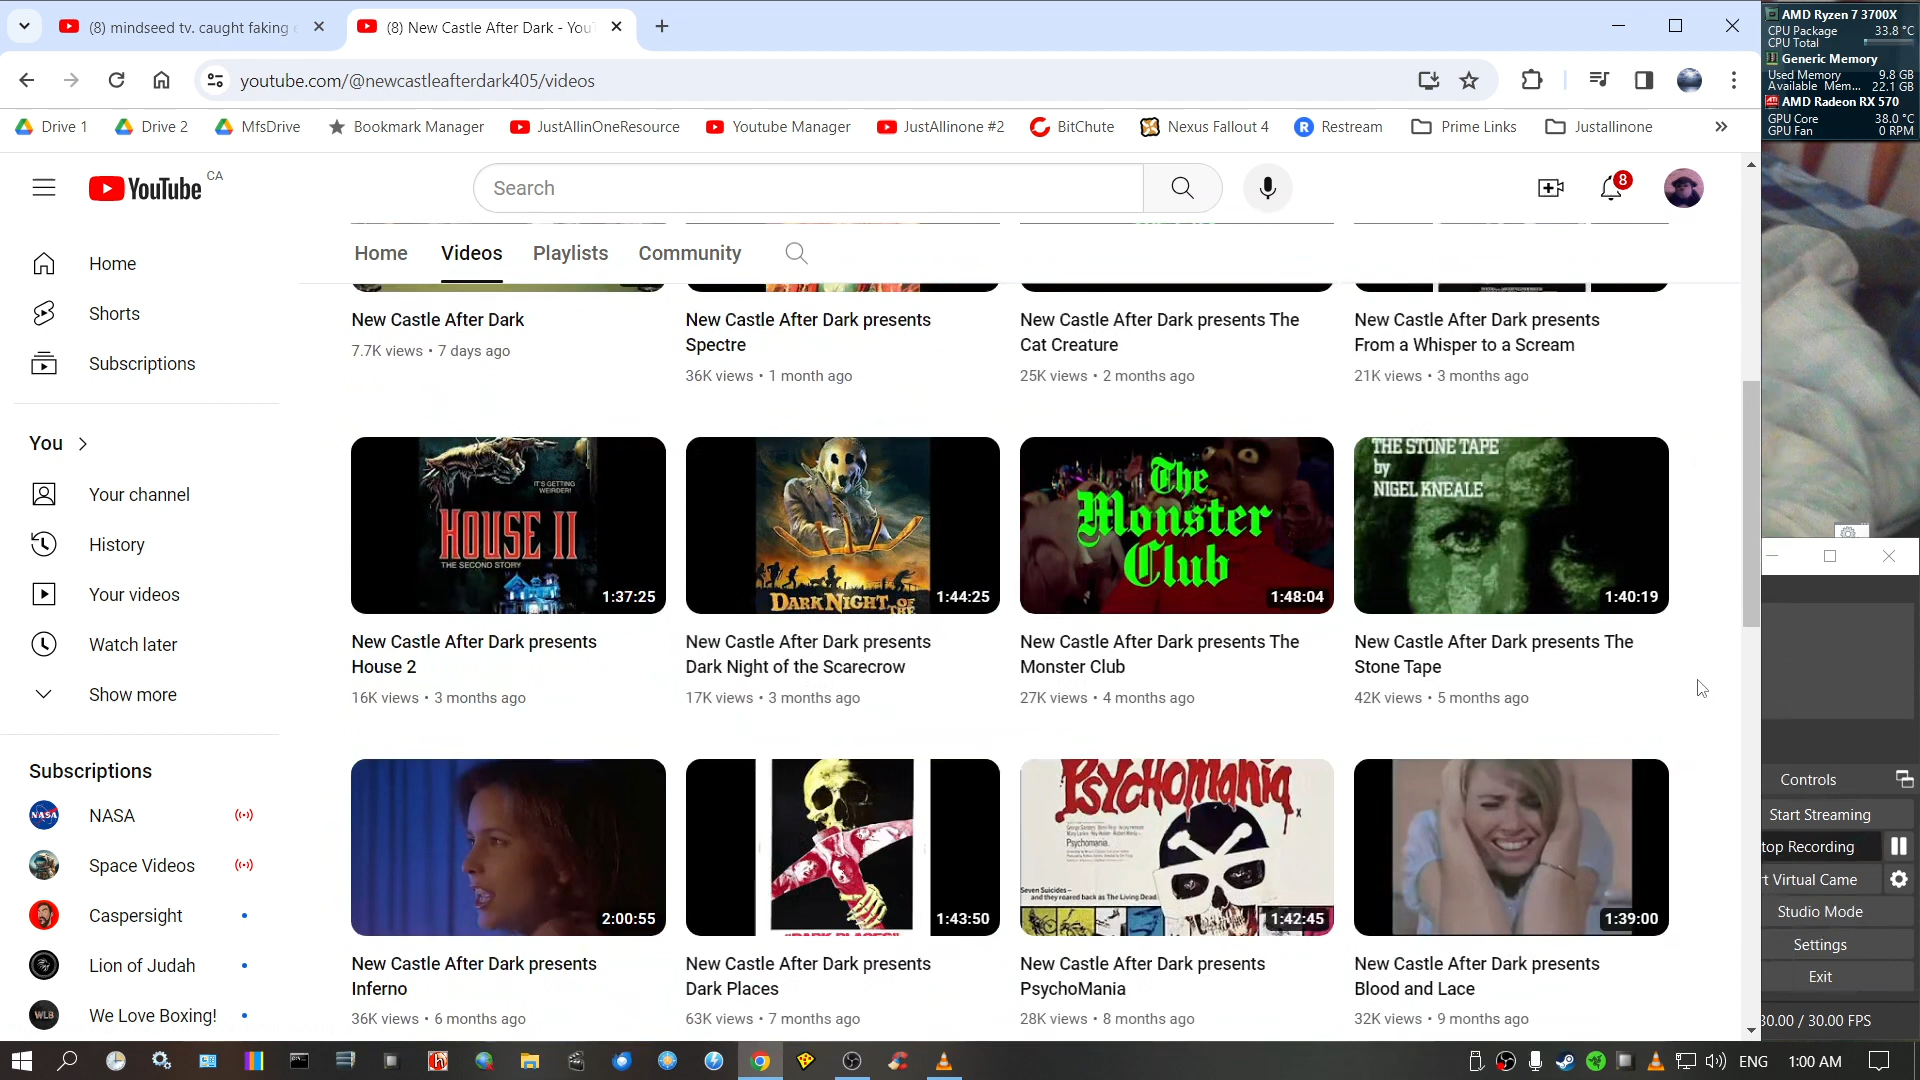 (8) mindseed tv. caught faking
(8) New Castle After Dark - You
youtube.com/@newcastleafterdark405/videos
Drive 1
Drive 2
MfsDrive
Bookmark Manager
JustAllinOneResource
Youtube Manager
JustAllinone #2
BitChute
Nexus Fallout 4
Restream
Prime Links
Justallinone
YouTube CA
Search
8
Home
Shorts
Subscriptions
You
Your channel
History
Your videos
Watch later
Show more
Subscriptions
NASA
Space Videos
Caspersight
Lion of Judah
We Love Boxing!
Home
Videos
Playlists
Community
New Castle After Dark
7.7K views • 7 days ago
New Castle After Dark presents
Spectre
36K views • 1 month ago
New Castle After Dark presents The
Cat Creature
25K views • 2 months ago
New Castle After Dark presents
From a Whisper to a Scream
21K views • 3 months ago
IT'S GETTING
WEIRDER!
HOUSE II
THE SECOND STORY
1:37:25
New Castle After Dark presents
House 2
16K views • 3 months ago
DARK NIGHT OF THE
1:44:25
New Castle After Dark presents
Dark Night of the Scarecrow
17K views • 3 months ago
The
Monster
Club
1:48:04
New Castle After Dark presents The
Monster Club
27K views • 4 months ago
THE STONE TAPE
by
NIGEL KNEALE
1:40:19
New Castle After Dark presents The
Stone Tape
42K views • 5 months ago
2:00:55
New Castle After Dark presents
Inferno
36K views • 6 months ago
"DARK PLACES"
1:43:50
New Castle After Dark presents
Dark Places
63K views • 7 months ago
PSYCHOMANIA
Psychomania.
Seven Suicides -
and they roared back as The Living Dead
1:42:45
New Castle After Dark presents
PsychoMania
28K views • 8 months ago
1:39:00
New Castle After Dark presents
Blood and Lace
32K views • 9 months ago
AMD Ryzen 7 3700X
CPU Package 33.8 °C
CPU Total
Generic Memory
Used Memory 9.8 GB
Available Mem... 22.1 GB
AMD Radeon RX 570
GPU Core 38.0 °C
GPU Fan 0 RPM
Controls
Start Streaming
top Recording
t Virtual Came
Studio Mode
Settings
Exit
30.00 / 30.00 FPS
ENG
1:00 AM